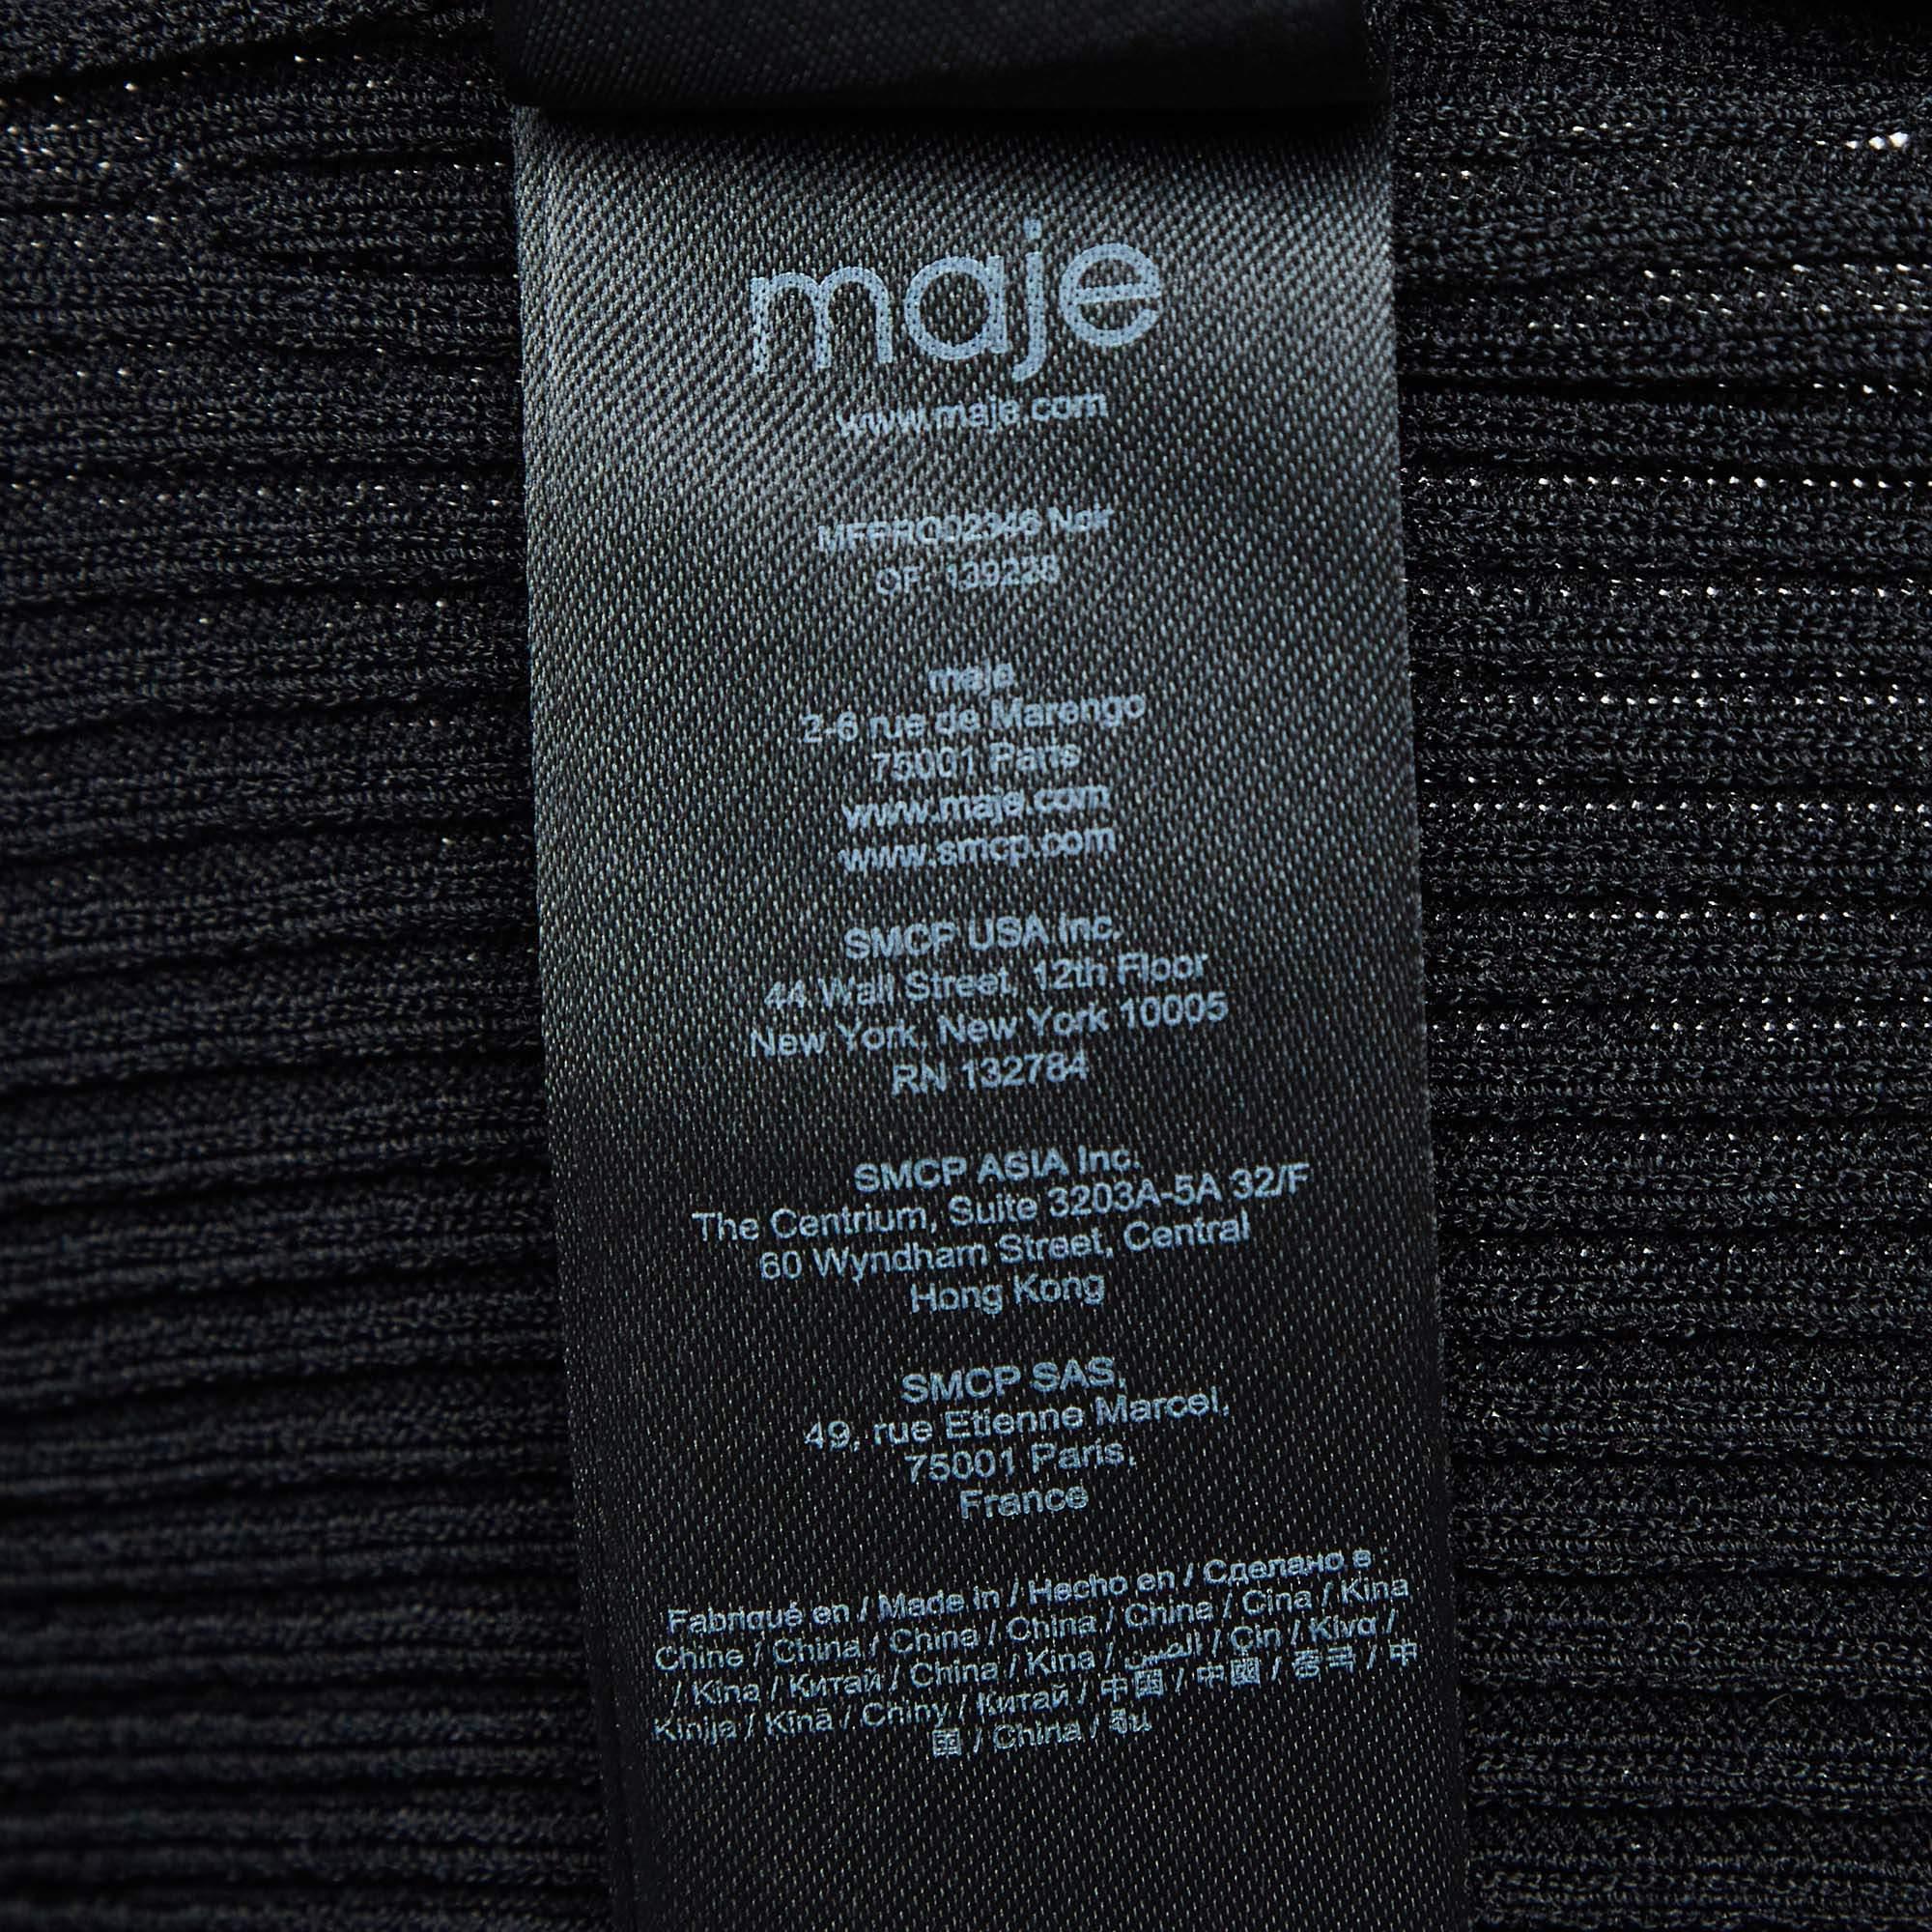 maje
www.maje.com
MFPRO02346 Noir
OF: 139238
maje
2-6 rue de Marengo
75001 Paris
www.maje.com
www.smcp.com
SMCP USA Inc.
44 Wall Street, 12th Floor
New York, New York 10005
RN 132784
SMCP ASIA Inc.
The Centrium, Suite 3203A-5A 32/F
60 Wyndham Street, Central
Hong Kong
SMCP SAS,
49, rue Etienne Marcel,
75001 Paris,
France
Fabriqué en / Made in / Hecho en / Сделано в :
Chine / China / Chine / China / China / Cina / Kina
/ Kina / Китай / China / Kina / الصين / Çin / Κίνα /
Kinija / Ķīnā / Chiny / Китай / 中國 / 中國 / 중국 / 中
国 / China / จีน